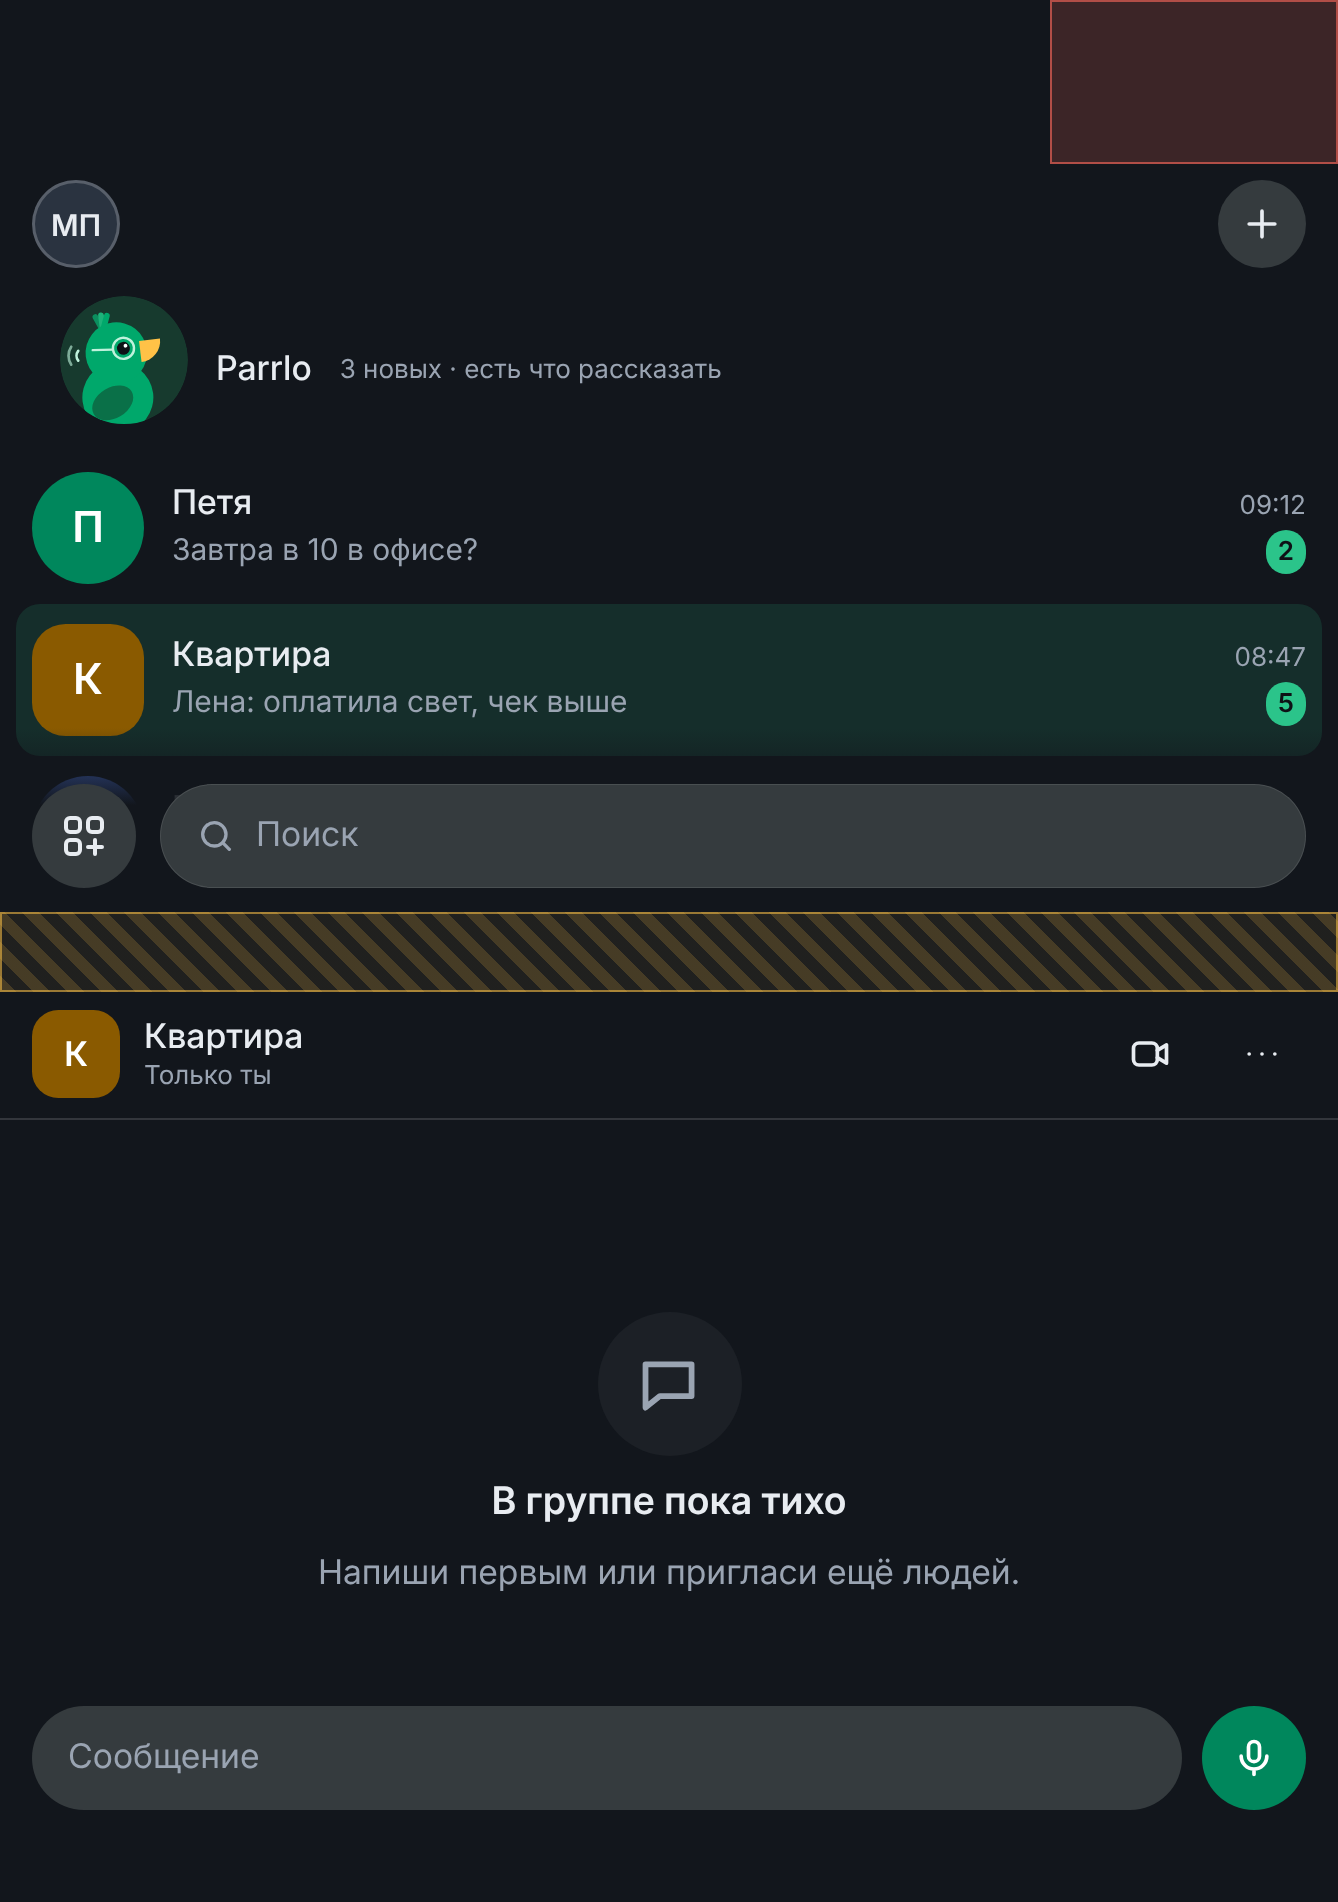 МП
Parrlo 3 новых · есть что рассказать
П
Петя 09:12
Завтра в 10 в офисе? 2
К
Квартира 08:47
Лена: оплатила свет, чек выше 5
Поиск
К
Квартира
Только ты
В группе пока тихо
Напиши первым или пригласи ещё людей.
Сообщение